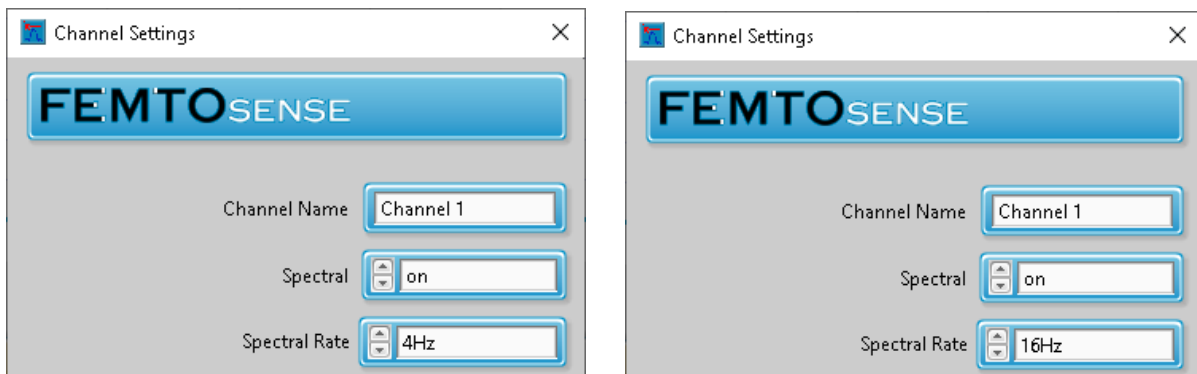 Channel Settings
FEMTOSENSE
Channel Name Channel 1
Spectral on
Spectral Rate 4Hz
Channel Settings
FEMTOSENSE
Channel Name Channel 1
Spectral on
Spectral Rate 16Hz